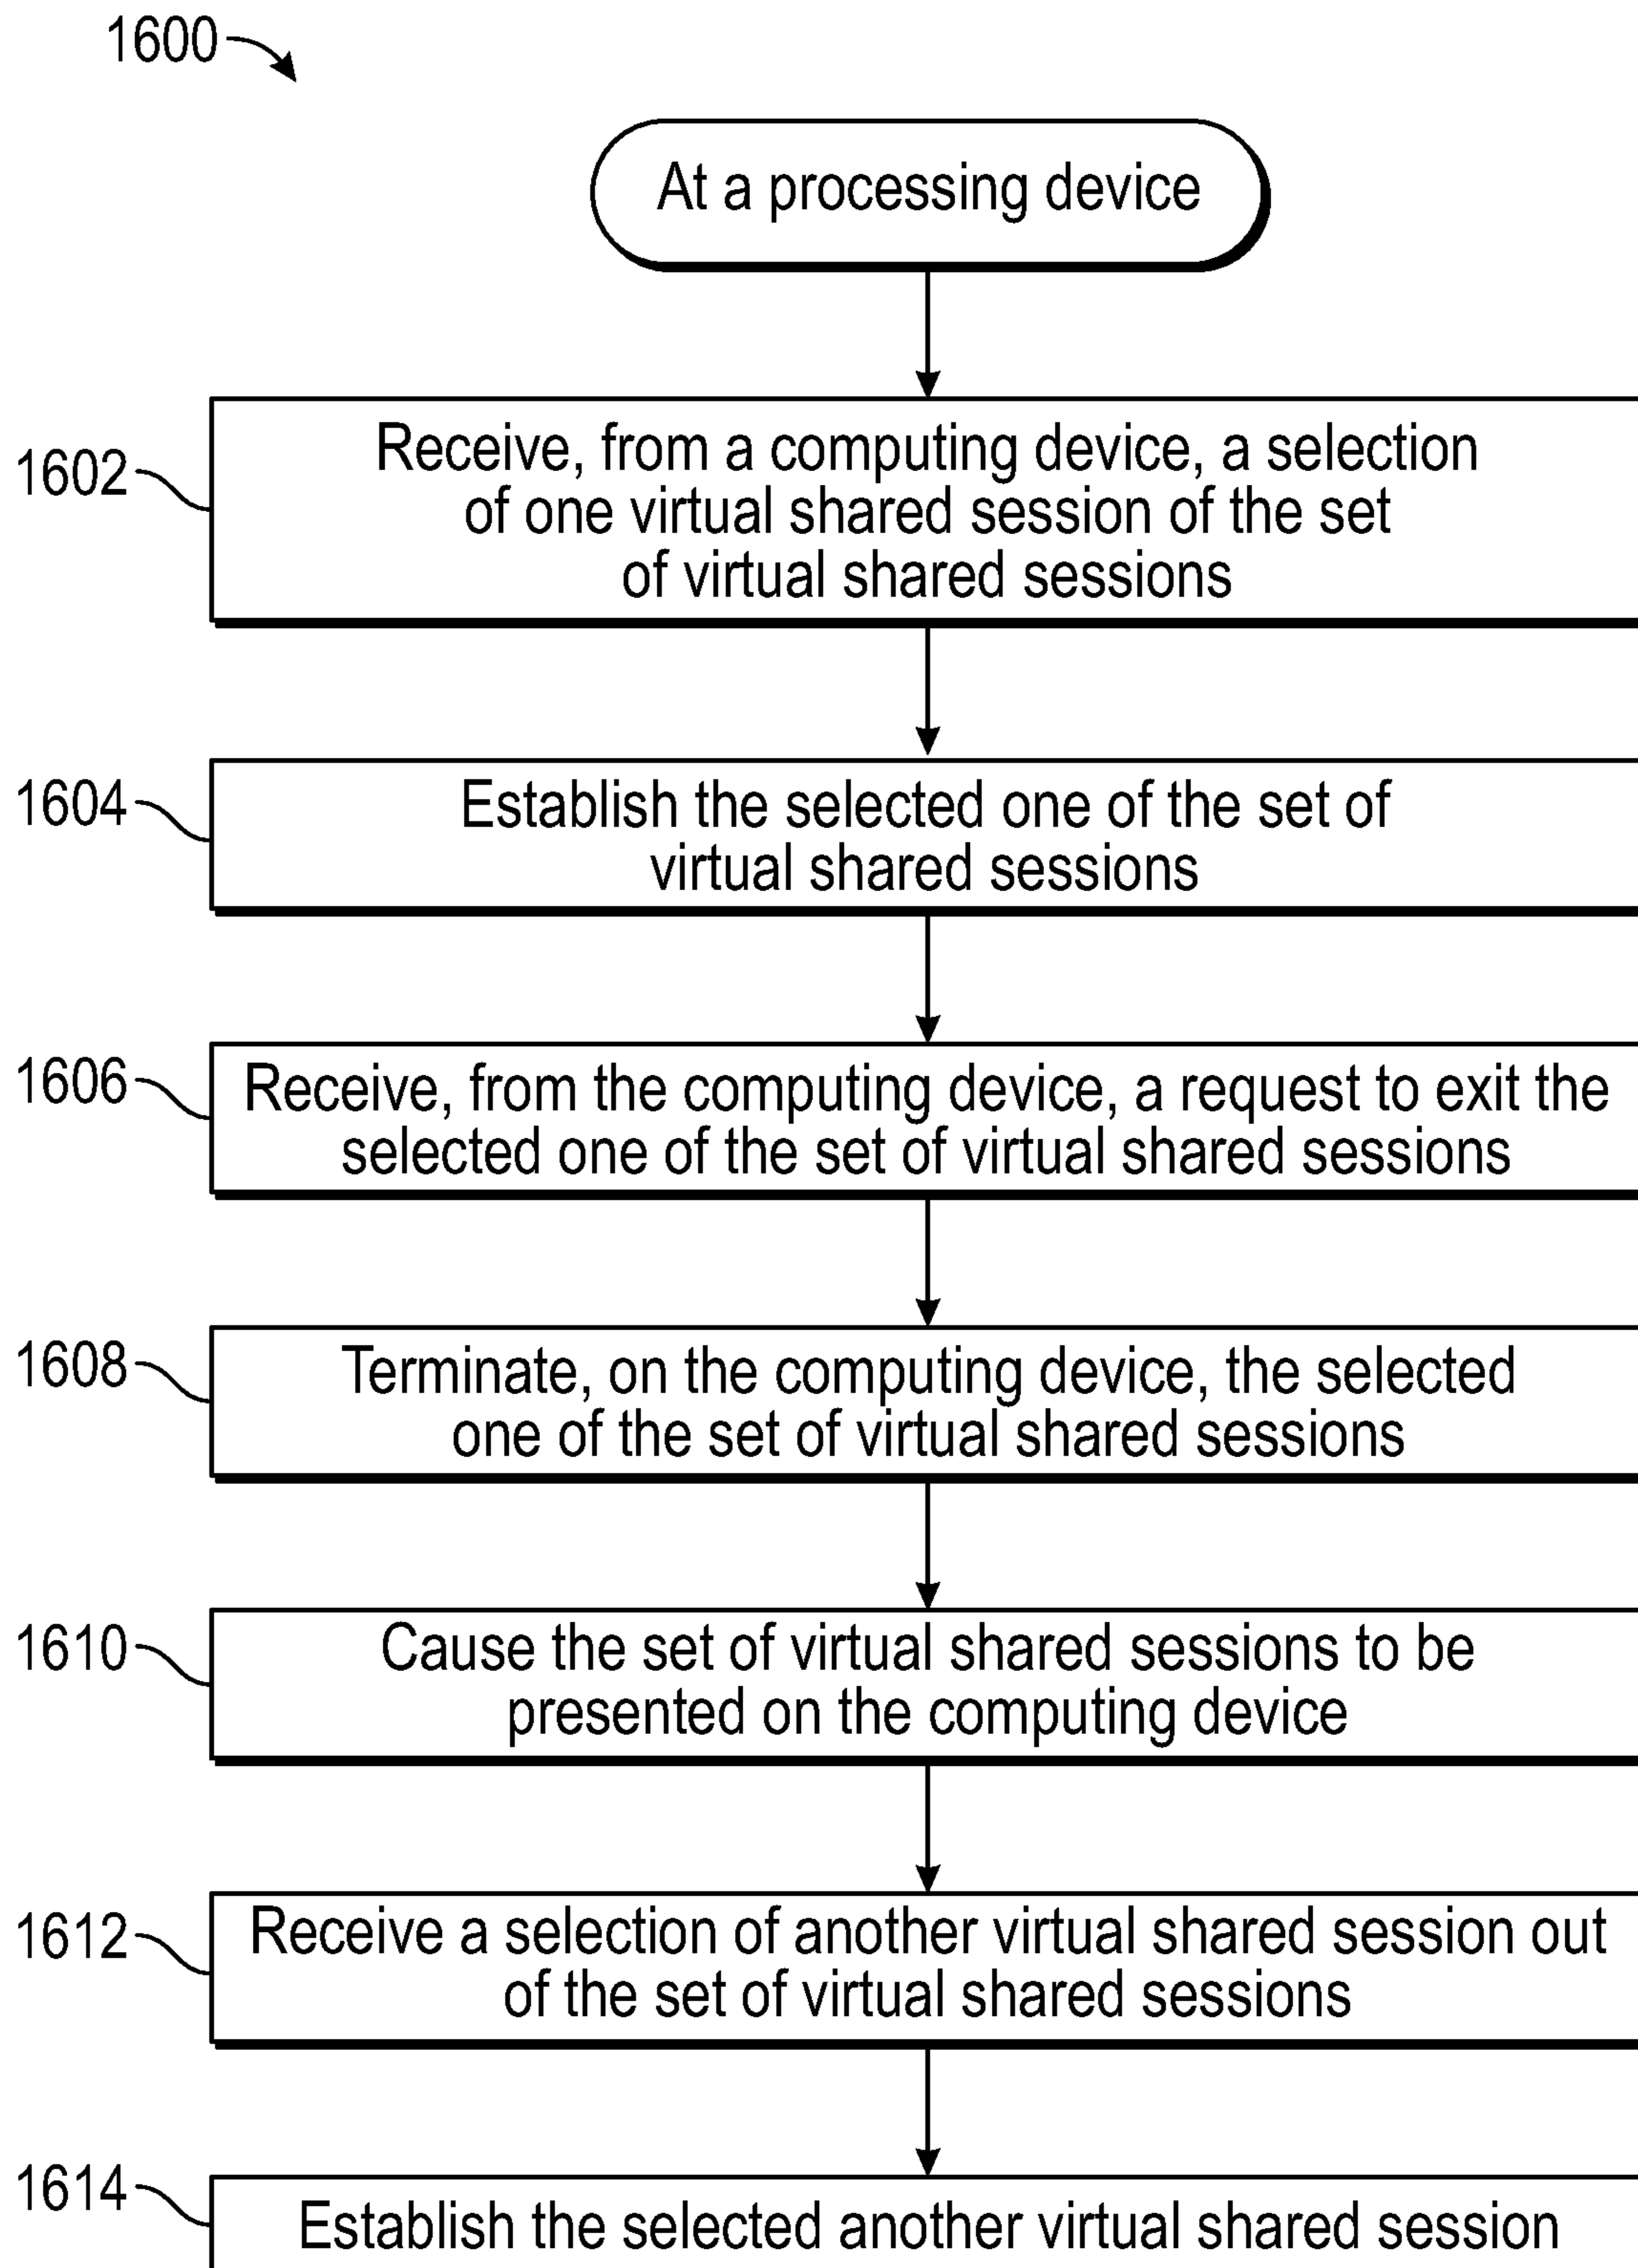 1600
At a processing device
1602
Receive, from a computing device, a selection
of one virtual shared session of the set
of virtual shared sessions
1604
Establish the selected one of the set of
virtual shared sessions
1606
Receive, from the computing device, a request to exit the
selected one of the set of virtual shared sessions
1608
Terminate, on the computing device, the selected
one of the set of virtual shared sessions
1610
Cause the set of virtual shared sessions to be
presented on the computing device
1612
Receive a selection of another virtual shared session out
of the set of virtual shared sessions
1614
Establish the selected another virtual shared session